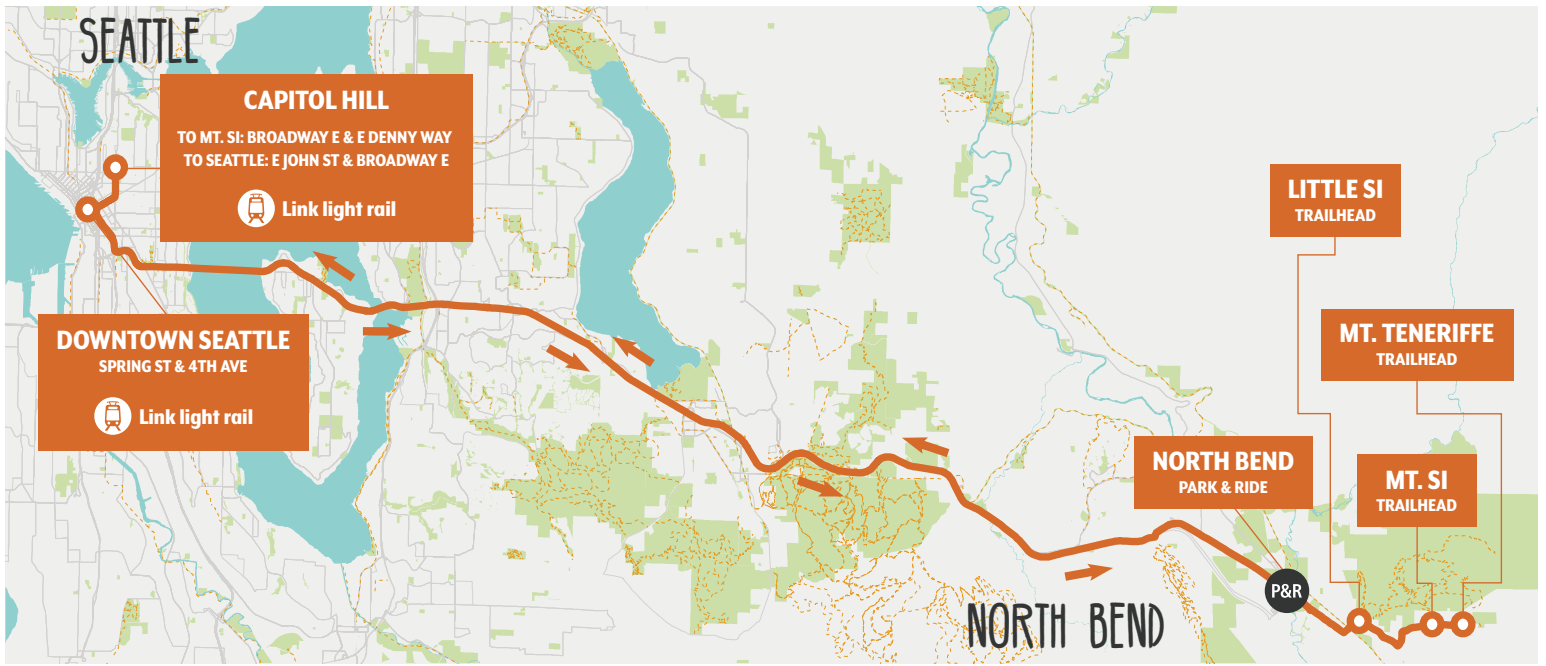 SEATTLE
CAPITOL HILL
TO MT. SI: BROADWAY E & E DENNY WAY
TO SEATTLE: E JOHN ST & BROADWAY E
Link light rail
DOWNTOWN SEATTLE
SPRING ST & 4TH AVE
Link light rail
LITTLE SI
TRAILHEAD
MT. TENERIFFE
TRAILHEAD
NORTH BEND
PARK & RIDE
MT. SI
TRAILHEAD
P&R
NORTH BEND